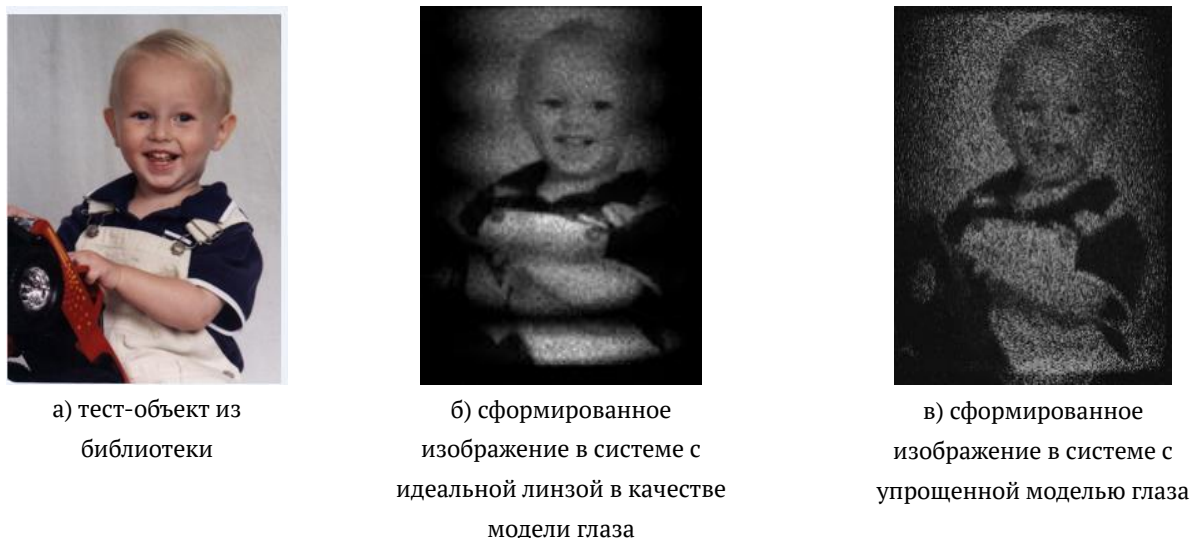 а) тест-объект из
библиотеки
б) сформированное
изображение в системе с
идеальной линзой в качестве
модели глаза
в) сформированное
изображение в системе с
упрощенной моделью глаза